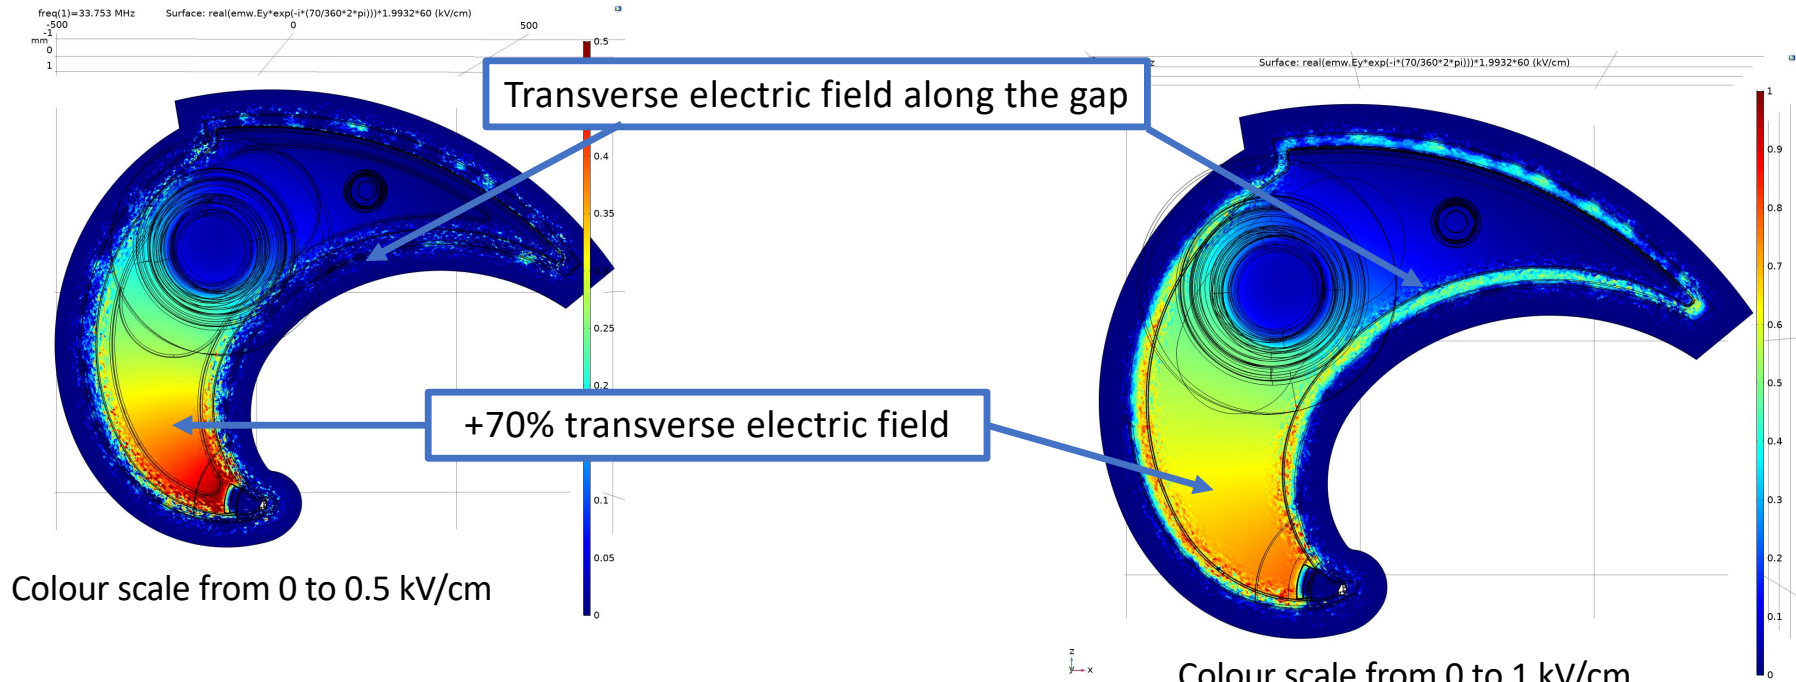 freq(1)=33.753 MHz Surface: real(emw.Ey*exp(-i*(70/360*2*pi)))*1.9932*60 (kV/cm)
-500 0 500
-1
mm
0
1
0.5
0.4
0.35
0.25
0.2
0.1
0.05
0
Transverse electric field along the gap
z Surface: real(emw.Ey*exp(-i*(70/360*2*pi)))*1.9932*60 (kV/cm)
1
0.9
0.8
0.7
0.6
0.5
0.4
0.3
0.2
0.1
0
+70% transverse electric field
Colour scale from 0 to 0.5 kV/cm
z
y x
Colour scale from 0 to 1 kV/cm